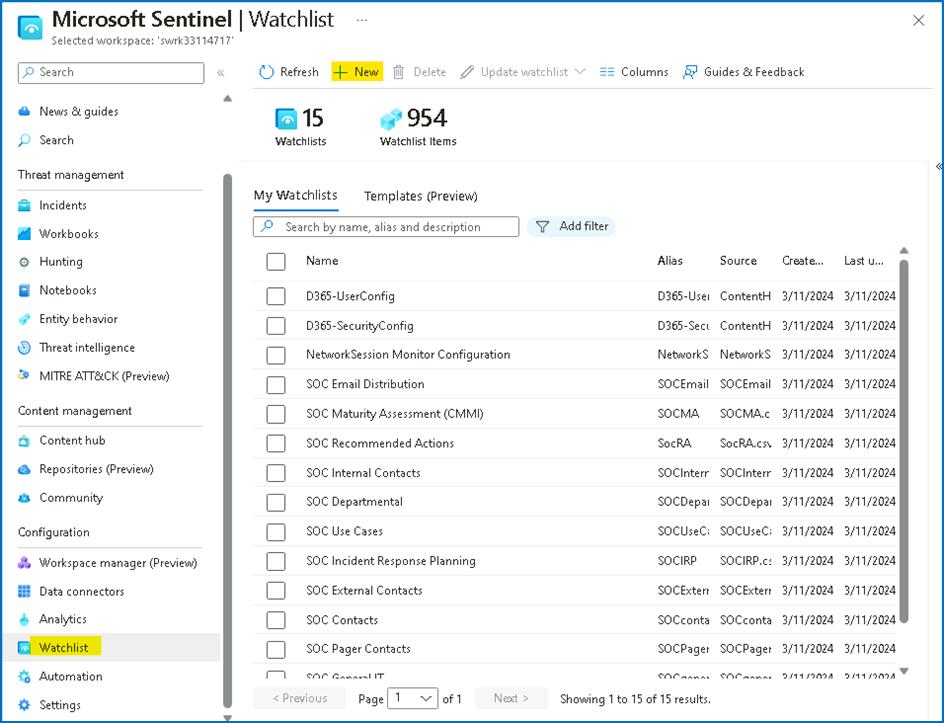 Microsoft Sentinel | Watchlist ...
Selected workspace: 'swrk33114717'
Search
Refresh New Delete Update watchlist Columns Guides & Feedback
News & guides
Search
Threat management
Incidents
Workbooks
Hunting
Notebooks
Entity behavior
Threat intelligence
MITRE ATT&CK (Preview)
Content management
Content hub
Repositories (Preview)
Community
Configuration
Workspace manager (Preview)
Data connectors
Analytics
Watchlist
Automation
Settings
15 954
Watchlists Watchlist Items
My Watchlists Templates (Preview)
Search by name, alias and description Add filter
Name Alias Source Create... Last u...
D365-UserConfig D365-User ContentH 3/11/2024 3/11/2024
D365-SecurityConfig D365-Secu ContentH 3/11/2024 3/11/2024
NetworkSession Monitor Configuration NetworkS NetworkS 3/11/2024 3/11/2024
SOC Email Distribution SOCEmail SOCEmail 3/11/2024 3/11/2024
SOC Maturity Assessment (CMMI) SOCMA SOCMA.c 3/11/2024 3/11/2024
SOC Recommended Actions SocRA SocRA.csv 3/11/2024 3/11/2024
SOC Internal Contacts SOCIntern SOCIntern 3/11/2024 3/11/2024
SOC Departmental SOCDepar SOCDepar 3/11/2024 3/11/2024
SOC Use Cases SOCUseCa SOCUseCa 3/11/2024 3/11/2024
SOC Incident Response Planning SOCIRP SOCIRP.cs 3/11/2024 3/11/2024
SOC External Contacts SOCExtern SOCExtern 3/11/2024 3/11/2024
SOC Contacts SOCconta SOCconta 3/11/2024 3/11/2024
SOC Pager Contacts SOCPager SOCPager 3/11/2024 3/11/2024
SOC GeneralIT SOCgener SOCgener 3/11/2024 3/11/2024
< Previous Page 1 of 1 Next > Showing 1 to 15 of 15 results.